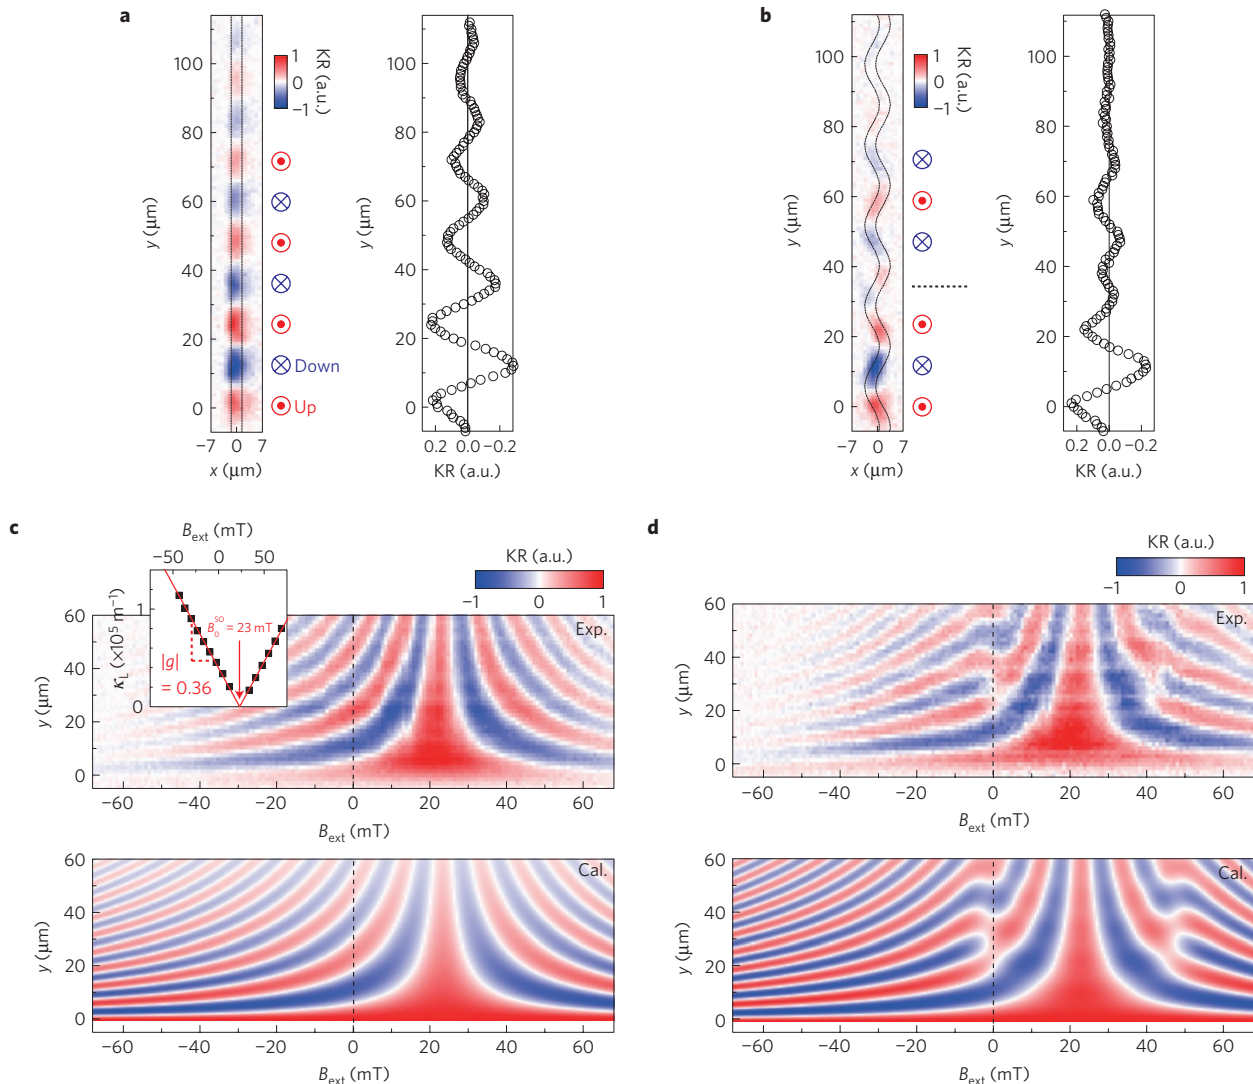 a
KR (a.u.)
1
0
−1
100
80
60
40
20
0
y (μm)
Down
Up
−7 0 7
x (μm)
100
80
60
40
20
0
y (μm)
0.2 0.0 −0.2
KR (a.u.)
b
KR (a.u.)
1
0
−1
100
80
60
40
20
0
y (μm)
−7 0 7
x (μm)
100
80
60
40
20
0
y (μm)
0.2 0.0 −0.2
KR (a.u.)
c
B_ext (mT)
−50 0 50
κ_L (×10⁵ m⁻¹)
1
0
B₀^SO = 23 mT
|g|
= 0.36
KR (a.u.)
−1 0 1
Exp.
60
40
20
0
y (μm)
−60 −40 −20 0 20 40 60
B_ext (mT)
Cal.
60
40
20
0
y (μm)
−60 −40 −20 0 20 40 60
B_ext (mT)
d
KR (a.u.)
−1 0 1
Exp.
60
40
20
0
y (μm)
−60 −40 −20 0 20 40 60
B_ext (mT)
Cal.
60
40
20
0
y (μm)
−60 −40 −20 0 20 40 60
B_ext (mT)